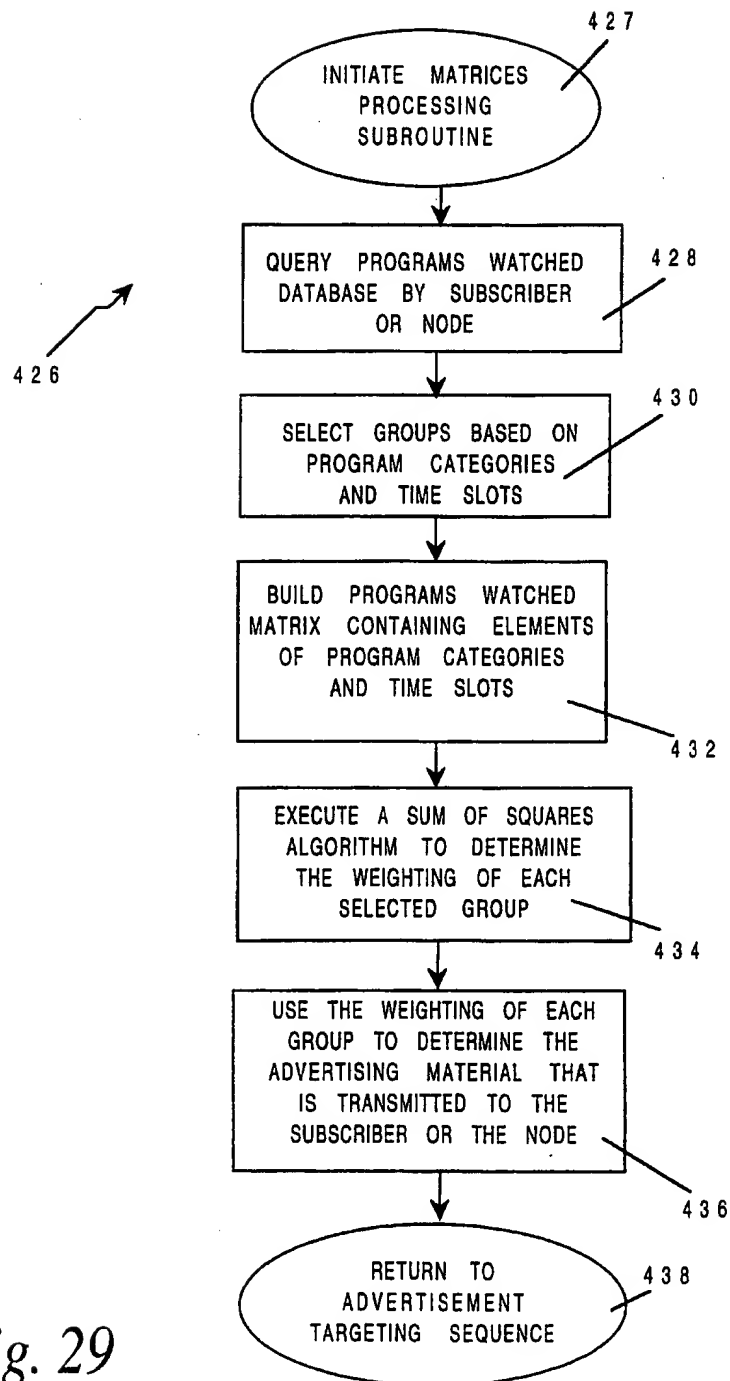 427
INITIATE MATRICES
PROCESSING
SUBROUTINE
QUERY PROGRAMS WATCHED
DATABASE BY SUBSCRIBER
OR NODE
428
426
SELECT GROUPS BASED ON
PROGRAM CATEGORIES
AND TIME SLOTS
430
BUILD PROGRAMS WATCHED
MATRIX CONTAINING ELEMENTS
OF PROGRAM CATEGORIES
AND TIME SLOTS
432
EXECUTE A SUM OF SQUARES
ALGORITHM TO DETERMINE
THE WEIGHTING OF EACH
SELECTED GROUP
434
USE THE WEIGHTING OF EACH
GROUP TO DETERMINE THE
ADVERTISING MATERIAL THAT
IS TRANSMITTED TO THE
SUBSCRIBER OR THE NODE
436
RETURN TO
ADVERTISEMENT
TARGETING SEQUENCE
438
g. 29